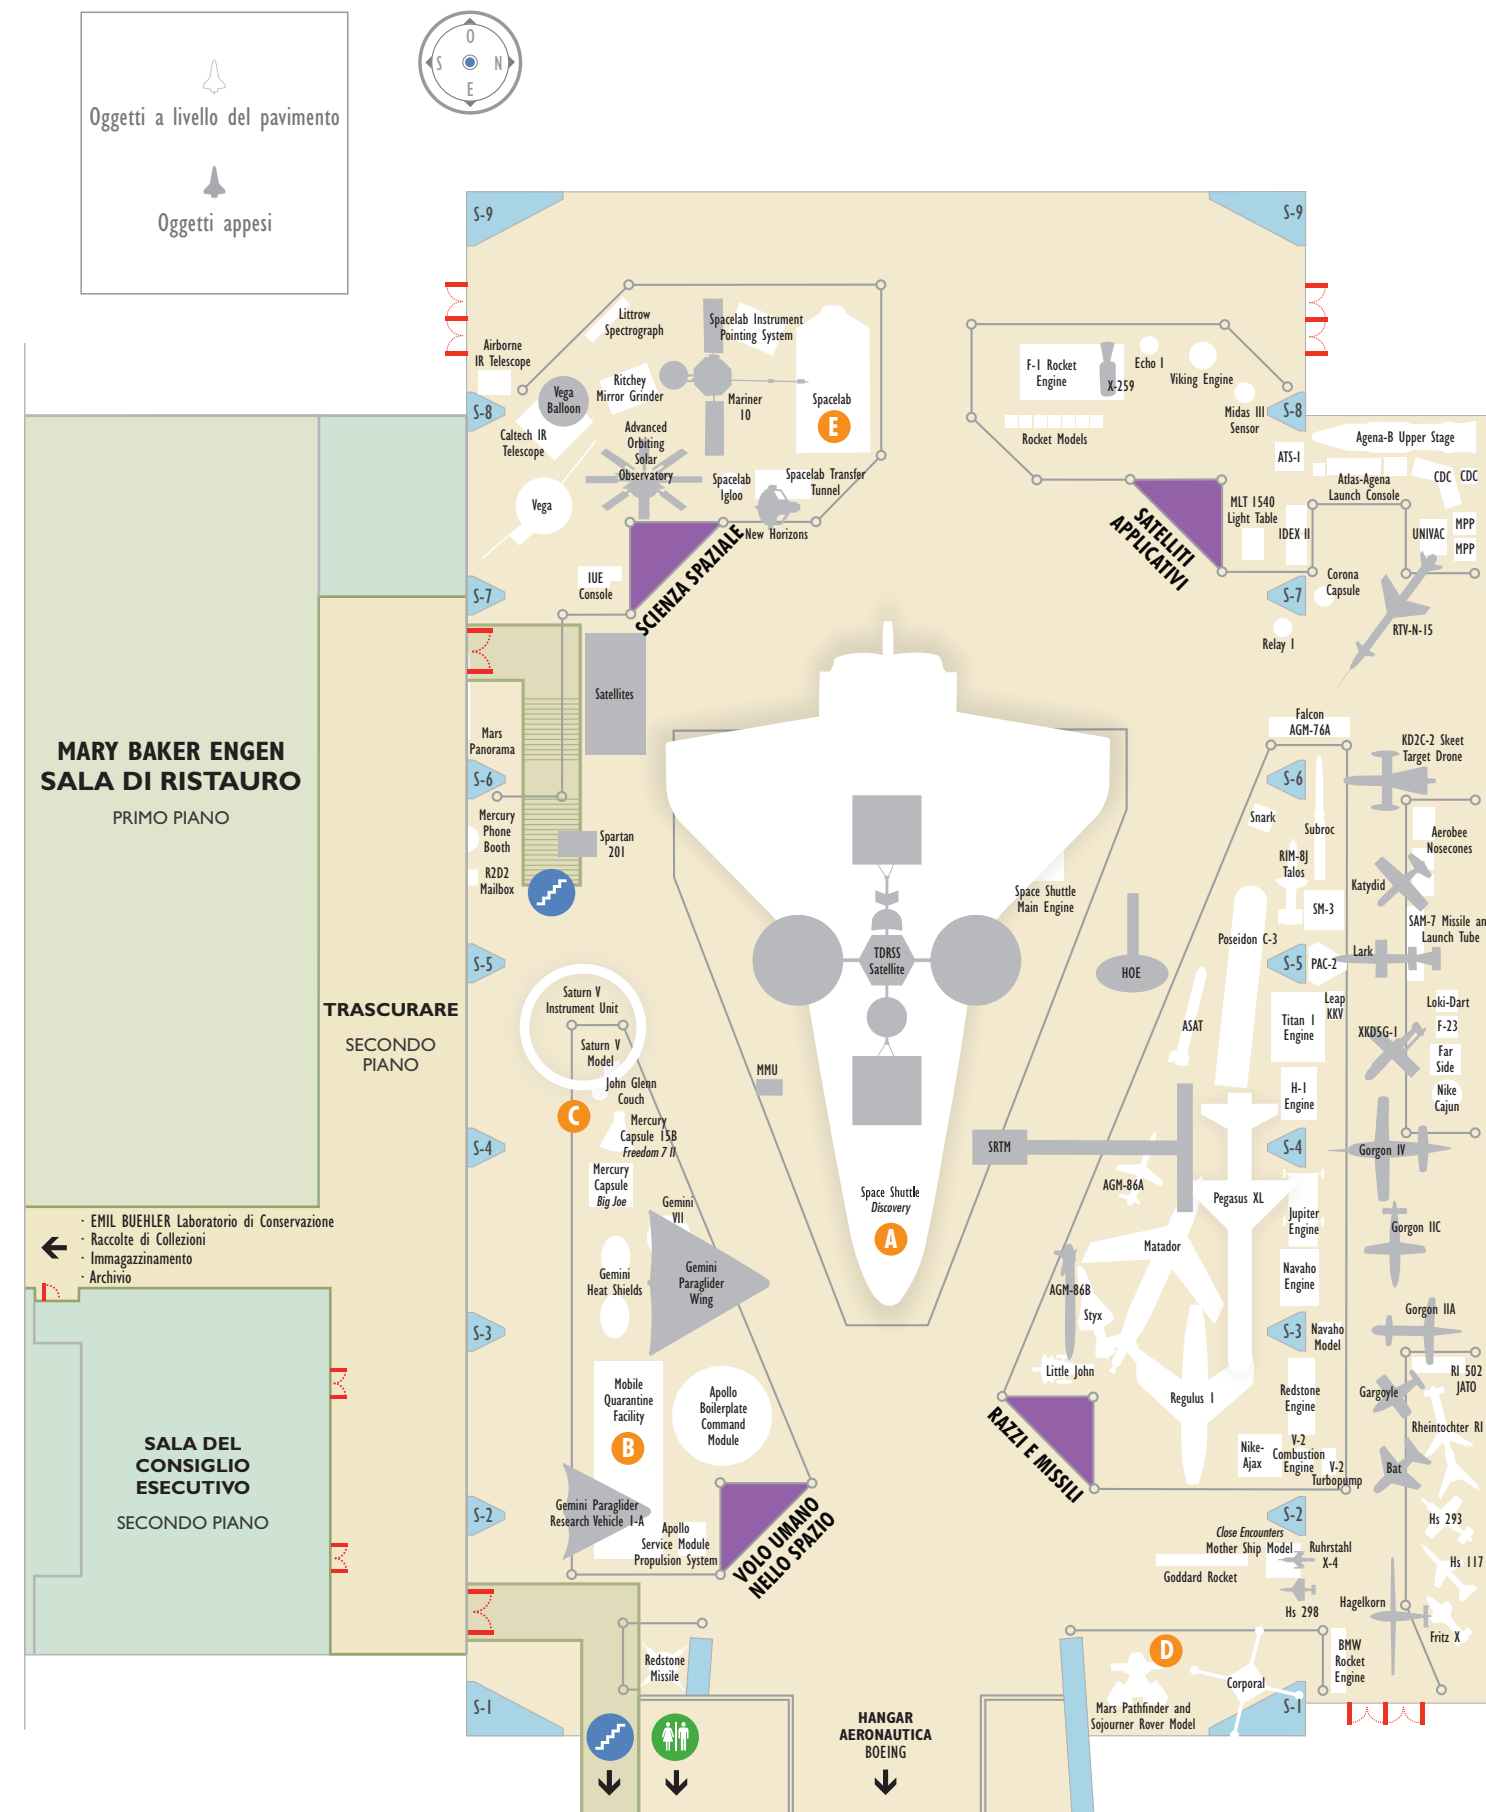 Oggetti a livello del pavimento
Oggetti appesi
O
S
N
E
S-9
S-9
Littrow
Spectrograph
Spacelab Instrument
Pointing System
Airborne
IR Telescope
Ritchey
Mirror Grinder
Vega
Balloon
Mariner
10
Spacelab
E
S-8
Caltech IR
Telescope
Advanced
Orbiting
Solar
Observatory
Spacelab
Igloo
Spacelab Transfer
Tunnel
Vega
New Horizons
SCIENZA SPAZIALE
IUE
Console
S-7
F-1 Rocket
Engine
X-259
Echo I
Viking Engine
Midas III
Sensor
S-8
Rocket Models
ATS-I
Agena-B Upper Stage
Atlas-Agena
Launch Console
CDC
CDC
SATELLITI
APPLICATIVI
MLT 1540
Light Table
IDEX II
UNIVAC
MPP
MPP
S-7
Corona
Capsule
RTV-N-15
Relay I
Satellites
Mars
Panorama
S-6
Mercury
Phone
Booth
Spartan
201
R2D2
Mailbox
MARY BAKER ENGEN
SALA DI RISTAURO
PRIMO PIANO
TRASCURARE
SECONDO
PIANO
Falcon
AGM-76A
KD2C-2 Skeet
Target Drone
S-6
Snark
Subroc
Aerobee
Nosecones
RIM-8J
Talos
Katydid
SM-3
SAM-7 Missile an
Launch Tube
Space Shuttle
Main Engine
Poseidon C-3
S-5
TDRSS
Satellite
HOE
S-5
PAC-2
Lark
Saturn V
Instrument Unit
Leap
KKV
Loki-Dart
Titan I
Engine
ASAT
XKD5G-1
F-23
Saturn V
Model
Far
Side
MMU
John Glenn
Couch
H-1
Engine
Nike
Cajun
C
Mercury
Capsule 15B
Freedom 7 II
S-4
SRTM
S-4
Gorgon IV
Mercury
Capsule
Big Joe
AGM-86A
Pegasus XL
Space Shuttle
Discovery
A
Gemini
VII
Jupiter
Engine
Gorgon IIC
Matador
Gemini
Heat Shields
Gemini
Paraglider
Wing
Navaho
Engine
AGM-86B
Styx
Gorgon IIA
S-3
S-3
Navaho
Model
Little John
RI 502
JATO
Mobile
Quarantine
Facility
B
Apollo
Boilerplate
Command
Module
Regulus I
Redstone
Engine
Gargoyle
RAZZI E MISSILI
Rheintochter RI
Nike-
Ajax
V-2
Combustion
Engine
V-2
Turbopump
Bat
Gemini Paraglider
Research Vehicle 1-A
S-2
S-2
Apollo
Service Module
Propulsion System
VOLO UMANO
NELLO SPAZIO
Hs 293
Close Encounters
Mother Ship Model
Ruhrstahl
X-4
Goddard Rocket
Hs 117
Hs 298
Hagelkorn
Fritz X
· EMIL BUEHLER Laboratorio di Conservazione
· Raccolte di Collezioni
· Immagazzinamento
· Archivio
SALA DEL
CONSIGLIO
ESECUTIVO
SECONDO PIANO
Redstone
Missile
D
BMW
Rocket
Engine
Corporal
Mars Pathfinder and
Sojourner Rover Model
S-1
S-1
HANGAR
AERONAUTICA
BOEING